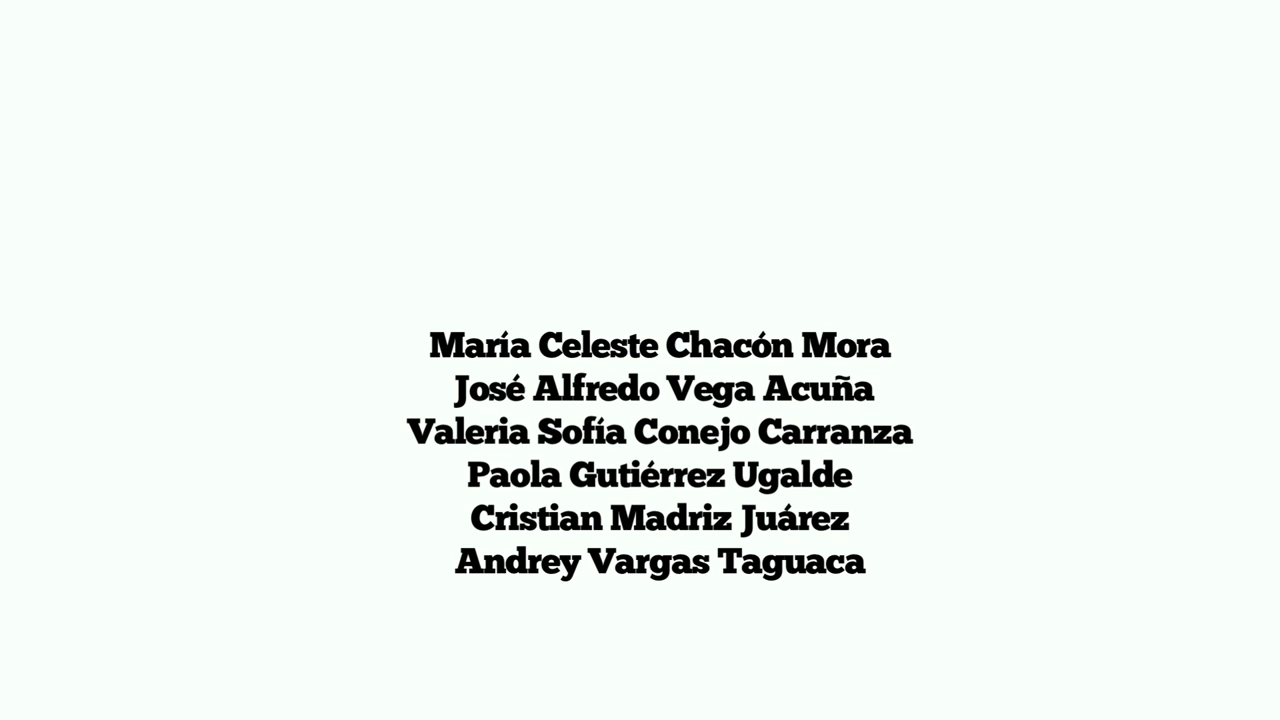 María Celeste Chacón Mora
José Alfredo Vega Acuña
Valeria Sofía Conejo Carranza
Paola Gutiérrez Ugalde
Cristian Madriz Juárez
Andrey Vargas Taguaca